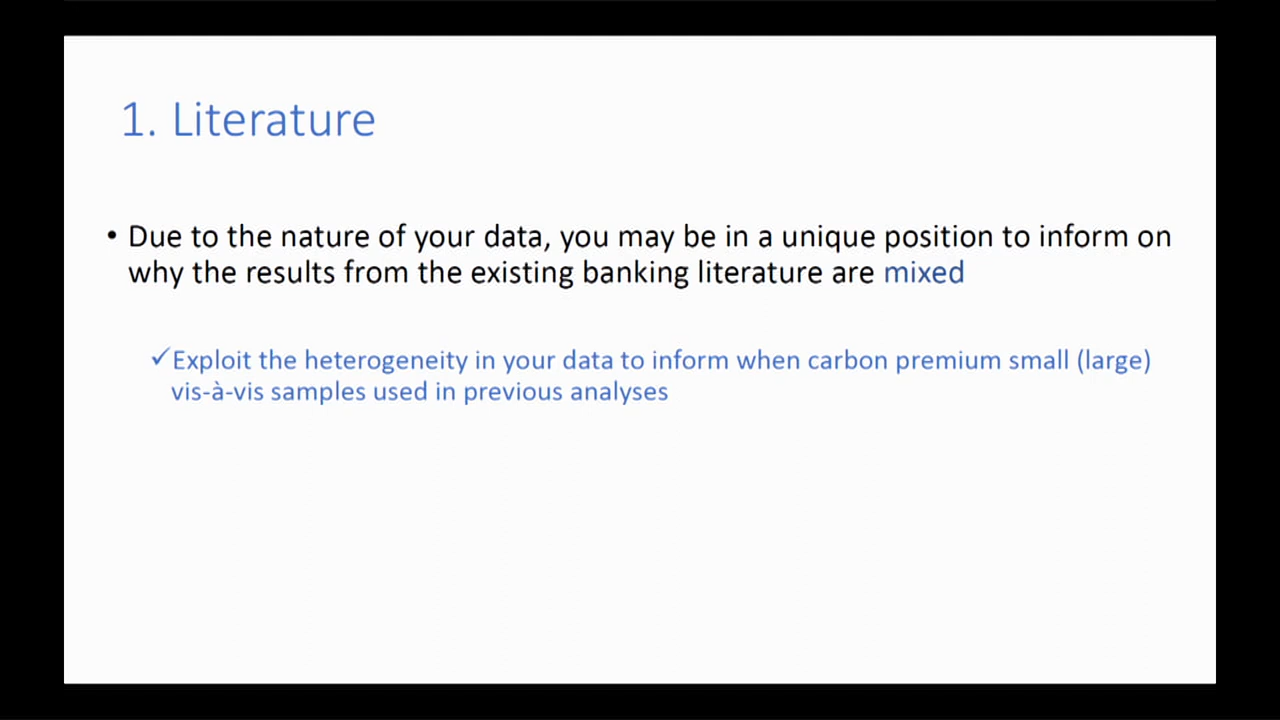 1. Literature
• Due to the nature of your data, you may be in a unique position to inform on
why the results from the existing banking literature are mixed
✓Exploit the heterogeneity in your data to inform when carbon premium small (large)
vis-à-vis samples used in previous analyses